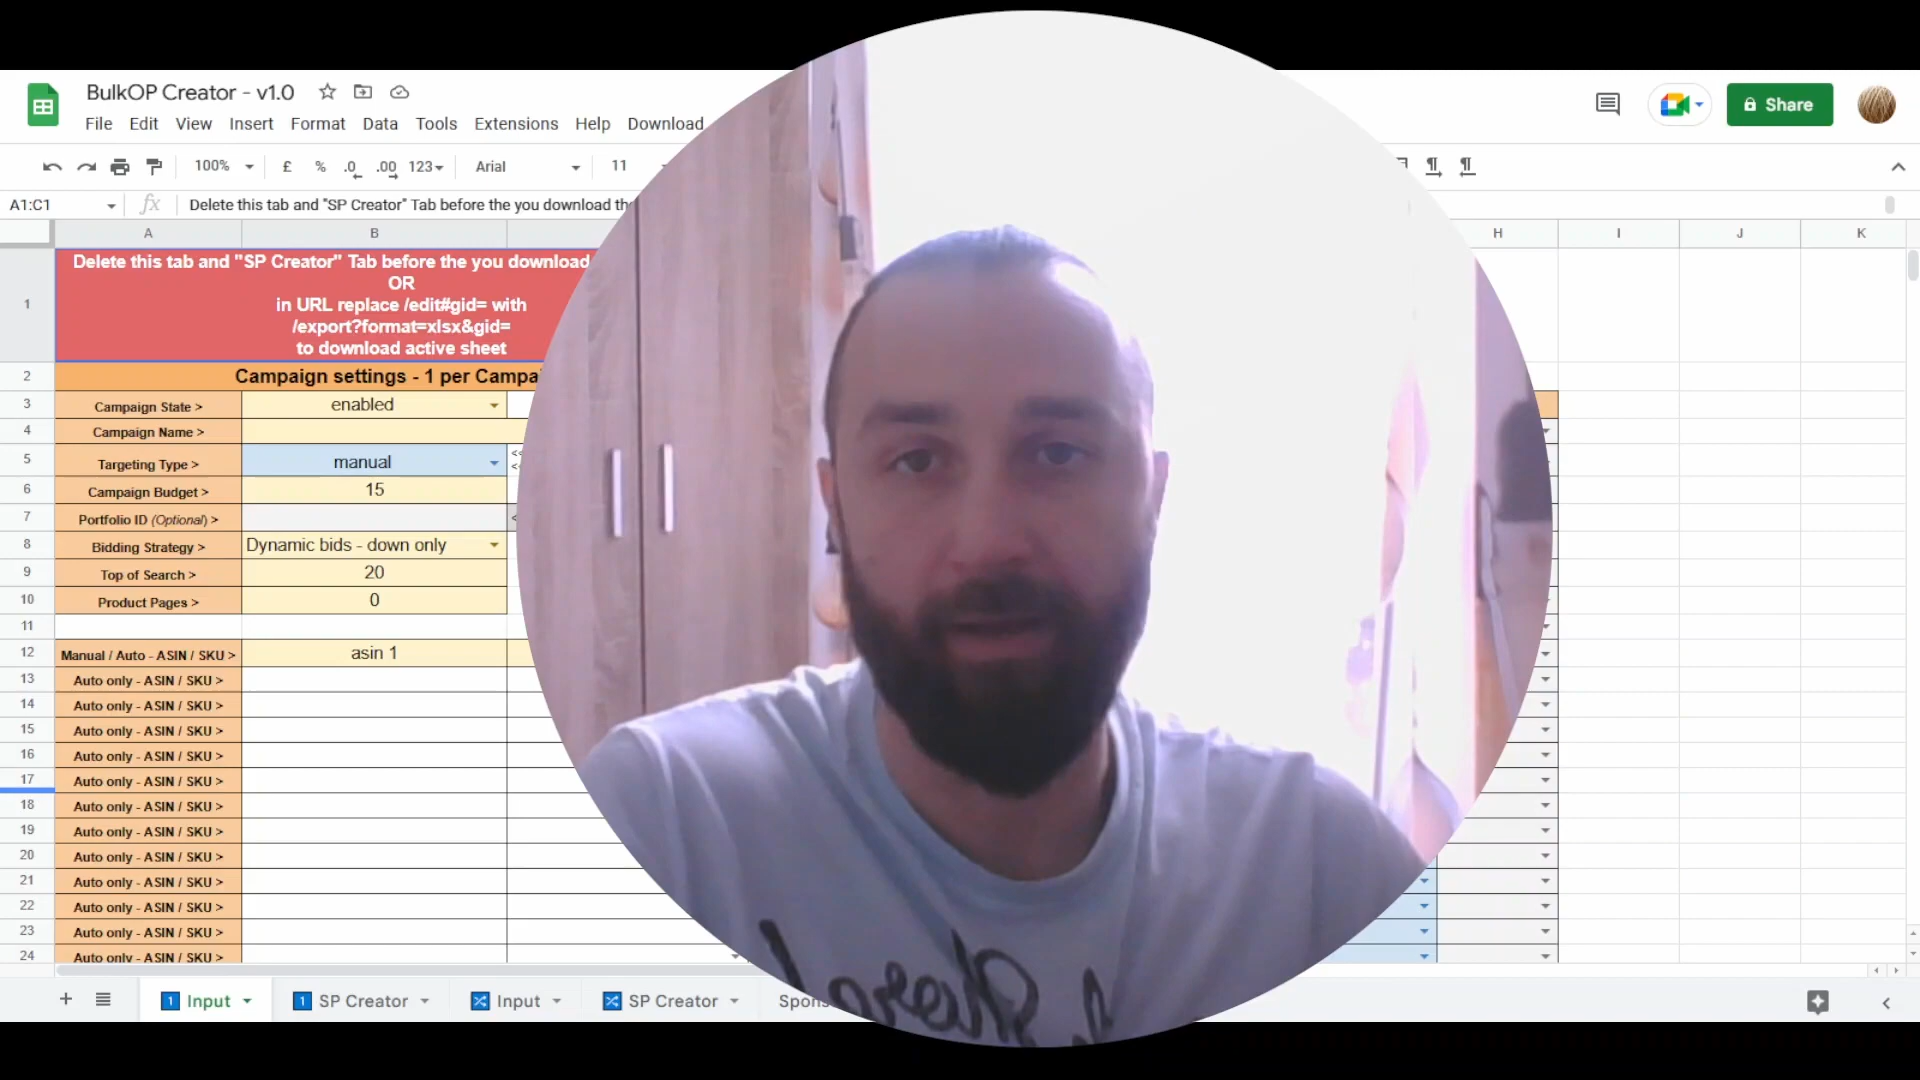 BulkOP Creator - v1.0
Share
File Edit View Insert Format Data Tools Extensions Help Download
100% £ % .0 .00 123 Arial 11
A1:C1 fx Delete this tab and "SP Creator" Tab before the you download
A B H I J K
1
Delete this tab and "SP Creator" Tab before the you download
OR
in URL replace /edit#gid= with
/export?format=xlsx&gid=
to download active sheet
2 Campaign settings - 1 per
3 Campaign State > enabled
4 Campaign Name >
5 Targeting Type > manual
6 Campaign Budget > 15
7 Portfolio ID (Optional) >
8 Bidding Strategy > Dynamic bids - down only
9 Top of Search > 20
10 Product Pages > 0
11
12 Manual / Auto - ASIN / SKU > asin 1
13 Auto only - ASIN / SKU >
14 Auto only - ASIN / SKU >
15 Auto only - ASIN / SKU >
16 Auto only - ASIN / SKU >
17 Auto only - ASIN / SKU >
18 Auto only - ASIN / SKU >
19 Auto only - ASIN / SKU >
20 Auto only - ASIN / SKU >
21 Auto only - ASIN / SKU >
22 Auto only - ASIN / SKU >
23 Auto only - ASIN / SKU >
24 Auto only - ASIN / SKU >
+ 1 Input 1 SP Creator Input SP Creator